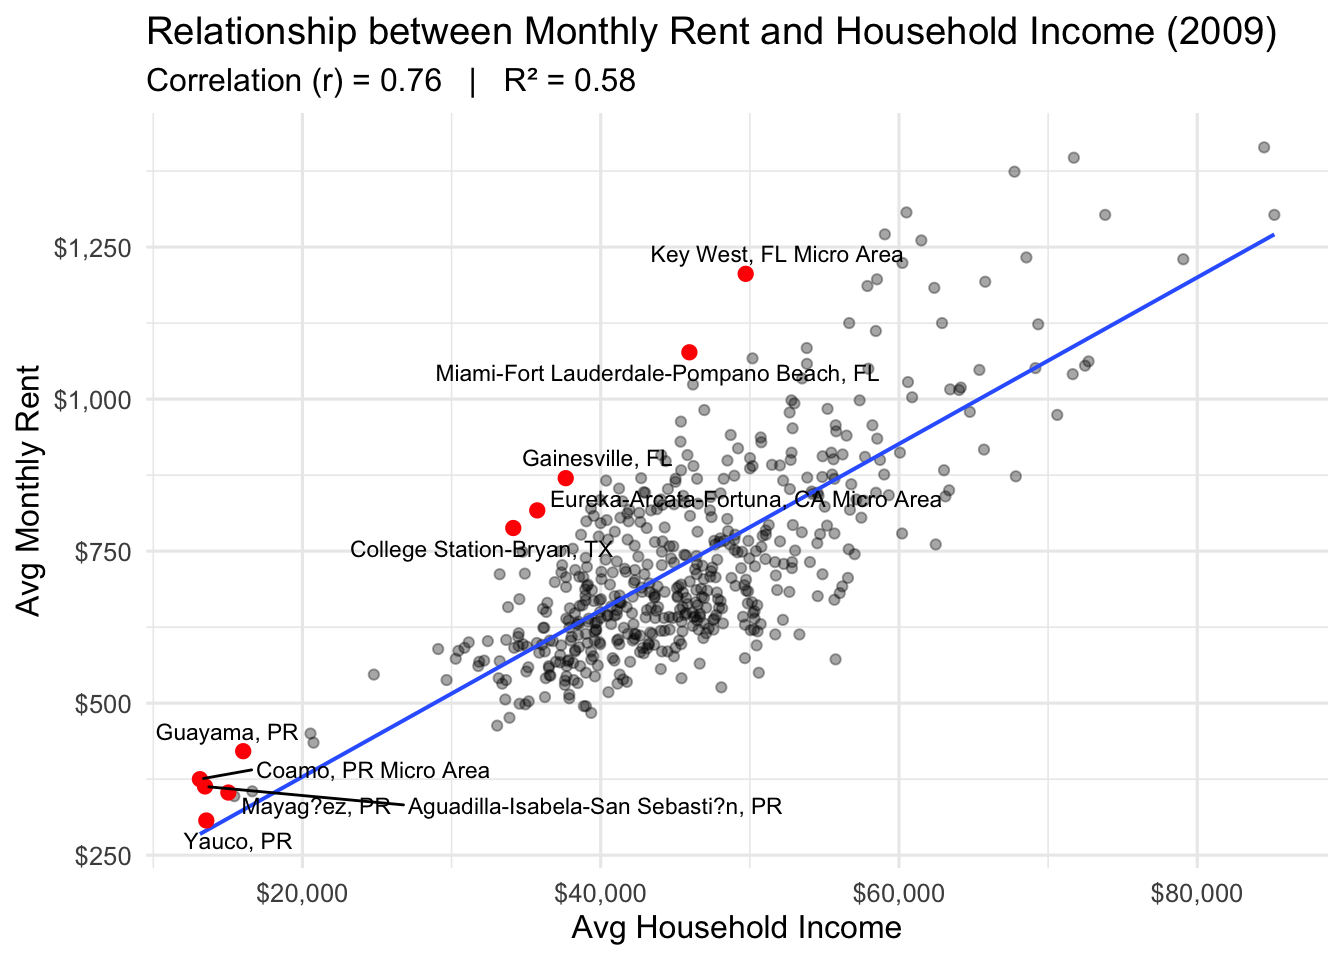 Relationship between Monthly Rent and Household Income (2009)
Correlation (r) = 0.76 | R² = 0.58
Avg Monthly Rent
$1,250
$1,000
$750
$500
$250
Key West, FL Micro Area
Miami-Fort Lauderdale-Pompano Beach, FL
Gainesville, FL
Eureka-Arcata-Fortuna, CA Micro Area
College Station-Bryan, TX
Guayama, PR
Coamo, PR Micro Area
Mayag?ez, PR
Aguadilla-Isabela-San Sebasti?n, PR
Yauco, PR
$20,000
$40,000
$60,000
$80,000
Avg Household Income